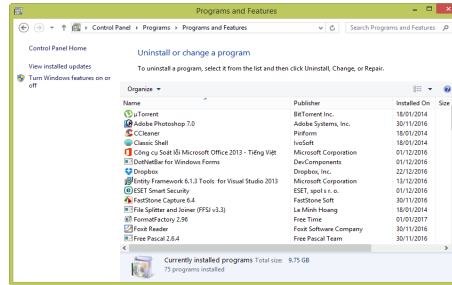 Programs and Features
Control Panel › Programs › Programs and Features
Search Programs and Features
Control Panel Home
View installed updates
Turn Windows features on or off
Uninstall or change a program
To uninstall a program, select it from the list and then click Uninstall, Change, or Repair.
Organize
Name Publisher Installed On Size
µTorrent BitTorrent Inc. 18/01/2014
Adobe Photoshop 7.0 Adobe Systems, Inc. 30/11/2016
CCleaner Piriform 18/01/2014
Classic Shell IvoSoft 18/01/2014
Công cụ Soát lỗi Microsoft Office 2013 - Tiếng Việt Microsoft Corporation 01/12/2016
DotNetBar for Windows Forms DevComponents 01/12/2016
Dropbox Dropbox, Inc. 22/12/2016
Entity Framework 6.1.3 Tools for Visual Studio 2013 Microsoft Corporation 13/12/2016
ESET Smart Security ESET, spol s r. o. 01/12/2016
FastStone Capture 6.4 FastStone Soft 30/11/2016
File Splitter and Joiner (FFSJ v3.3) Le Minh Hoang 18/01/2014
FormatFactory 2.96 Free Time 01/01/2017
Foxit Reader Foxit Software Company 30/11/2016
Free Pascal 2.6.4 Free Pascal Team 30/11/2016
Currently installed programs Total size: 9.75 GB
75 programs installed